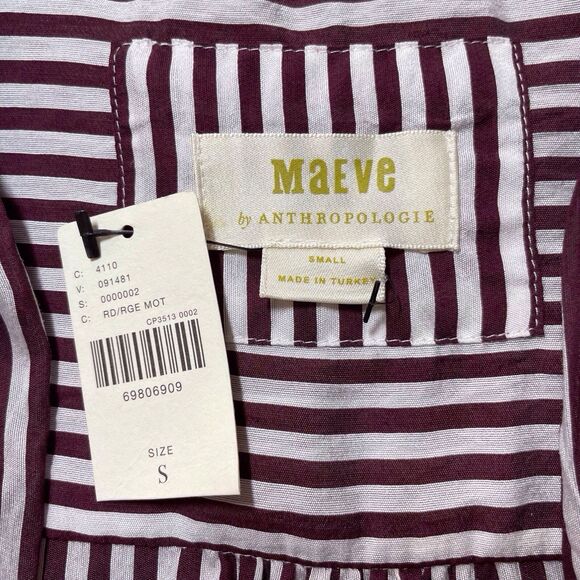 MaEve
by ANTHROPOLOGIE
SMALL
MADE IN TURKEY
C: 4110
V: 091481
S: 0000002
C: RD/RGE MOT
CP3513 0002
69806909
SIZE
S